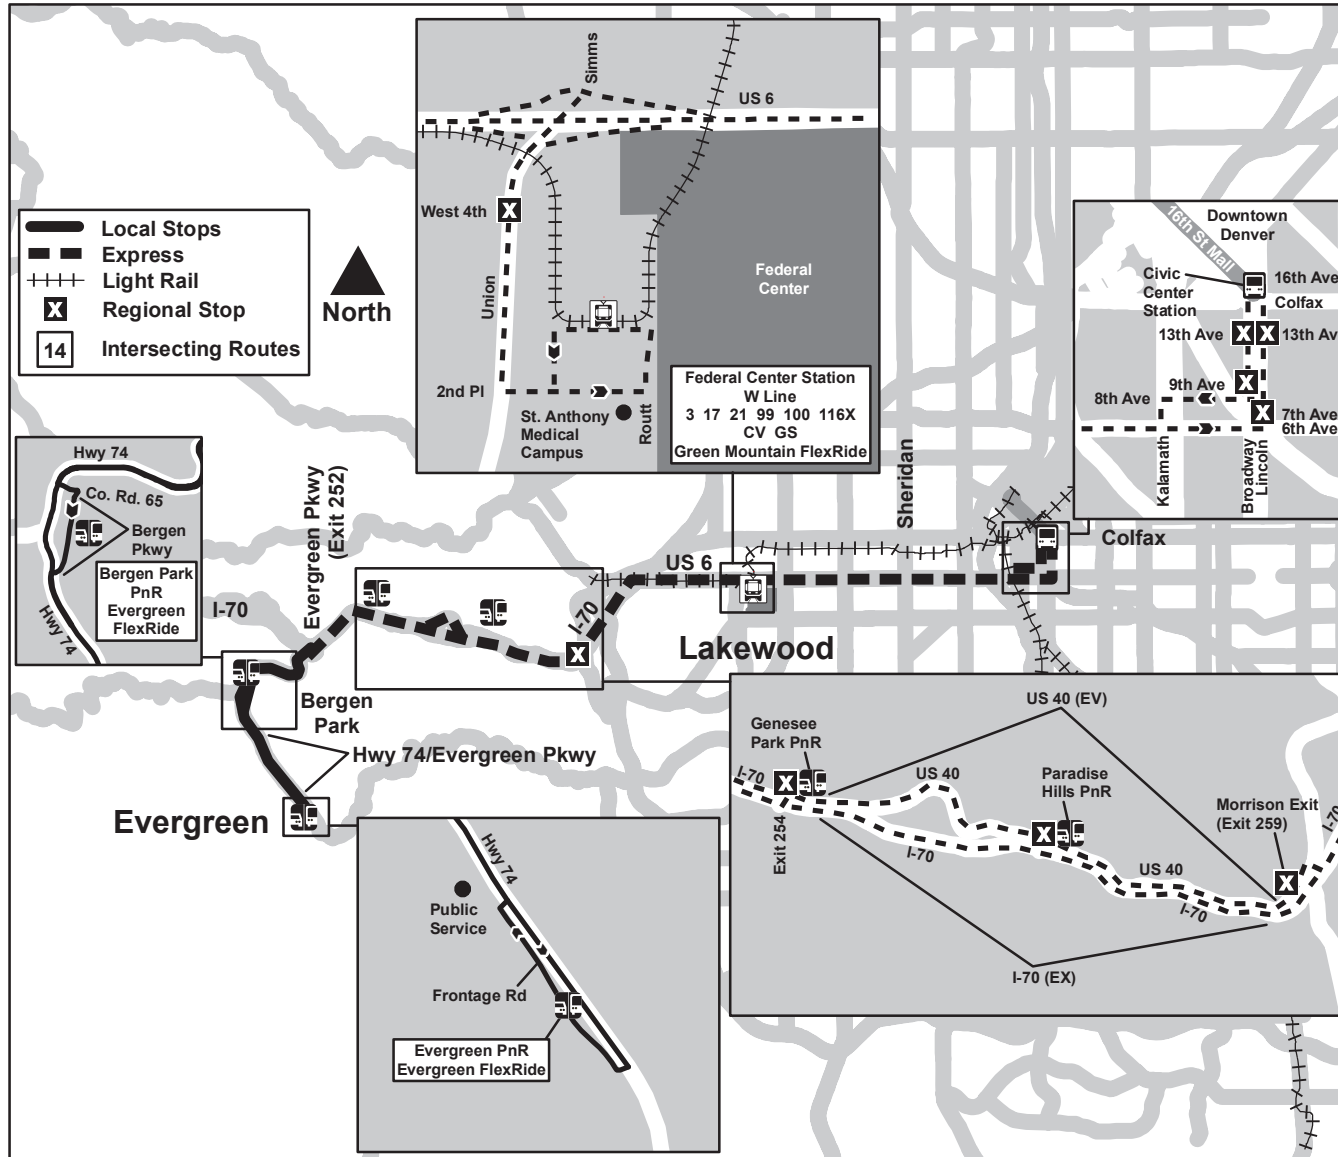 Simms
US 6
West 4th
Union
Federal
Center
2nd Pl
St. Anthony
Medical
Campus
Routt
Federal Center Station
W Line
3 17 21 99 100 116X
CV GS
Green Mountain FlexRide
Local Stops
Express
Light Rail
X Regional Stop
14 Intersecting Routes
North
16th St Mall
Downtown
Denver
Civic
Center
Station
16th Ave
Colfax
13th Ave
13th Av
9th Ave
8th Ave
7th Ave
6th Ave
Kalamath
Broadway
Lincoln
Hwy 74
Co. Rd. 65
Bergen
Pkwy
Bergen Park
PnR
Evergreen
FlexRide
Hwy 74
I-70
Evergreen Pkwy
(Exit 252)
I-70
US 6
Sheridan
Colfax
Lakewood
Bergen
Park
Hwy 74/Evergreen Pkwy
Evergreen
US 40 (EV)
Genesee
Park PnR
I-70
US 40
Paradise
Hills PnR
Exit 254
I-70
US 40
Morrison Exit
(Exit 259)
I-70
I-70
I-70 (EX)
Hwy 74
Public
Service
Frontage Rd
Evergreen PnR
Evergreen FlexRide